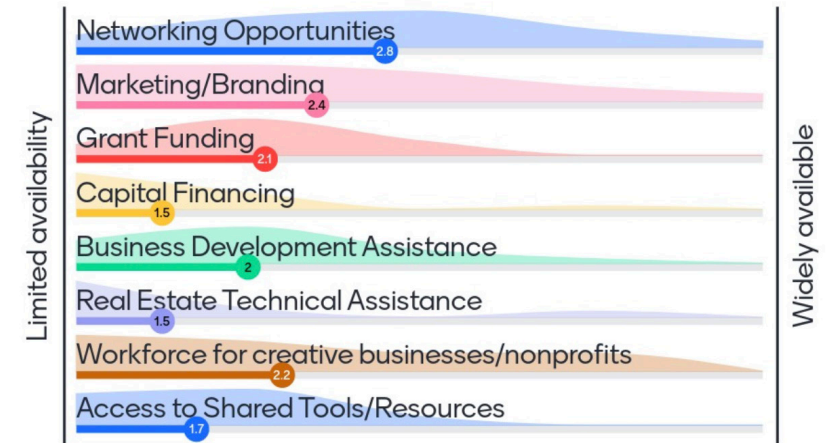 Limited availability
Networking Opportunities
2.8
Marketing/Branding
2.4
Grant Funding
2.1
Capital Financing
1.5
Business Development Assistance
2
Real Estate Technical Assistance
1.5
Workforce for creative businesses/nonprofits
2.2
Access to Shared Tools/Resources
1.7
Widely available